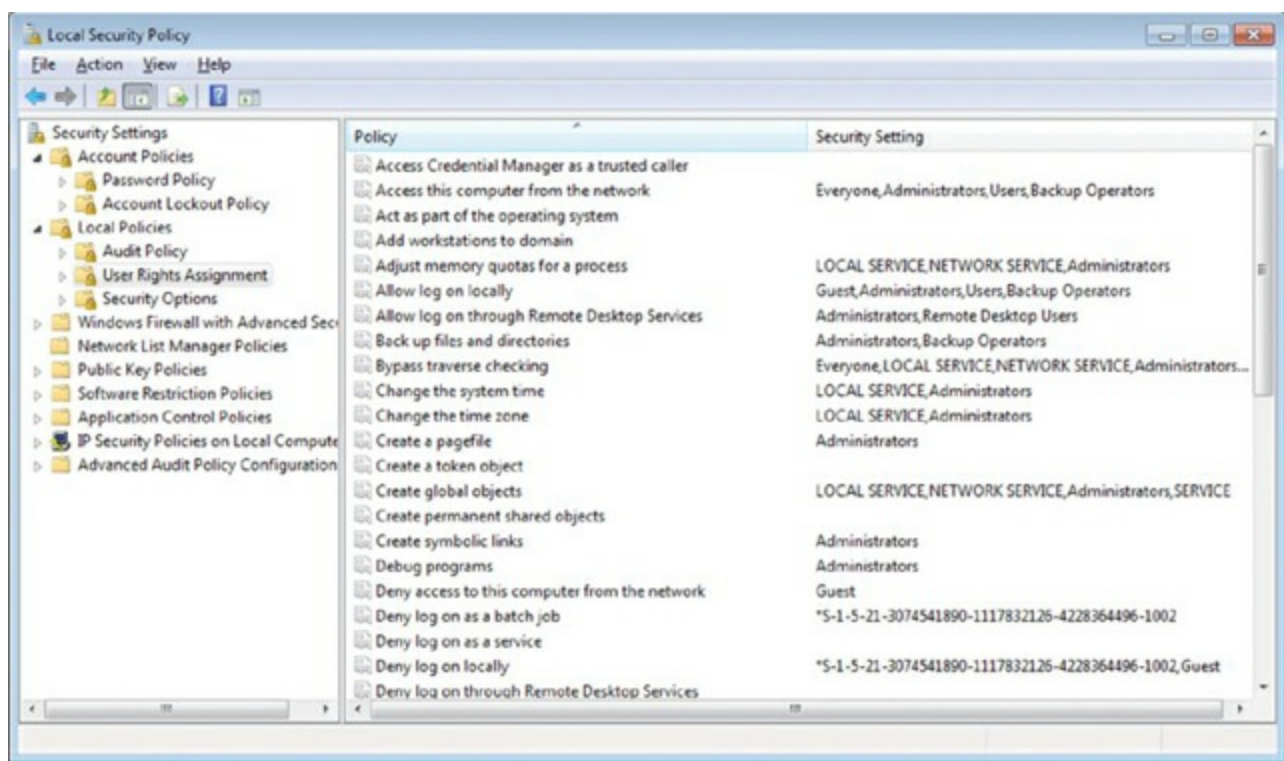 Local Security Policy
File Action View Help
Security Settings
Account Policies
Password Policy
Account Lockout Policy
Local Policies
Audit Policy
User Rights Assignment
Security Options
Windows Firewall with Advanced Secu
Network List Manager Policies
Public Key Policies
Software Restriction Policies
Application Control Policies
IP Security Policies on Local Compute
Advanced Audit Policy Configuration
Policy Security Setting
Access Credential Manager as a trusted caller
Access this computer from the network Everyone,Administrators,Users,Backup Operators
Act as part of the operating system
Add workstations to domain
Adjust memory quotas for a process LOCAL SERVICE,NETWORK SERVICE,Administrators
Allow log on locally Guest,Administrators,Users,Backup Operators
Allow log on through Remote Desktop Services Administrators,Remote Desktop Users
Back up files and directories Administrators,Backup Operators
Bypass traverse checking Everyone,LOCAL SERVICE,NETWORK SERVICE,Administrators...
Change the system time LOCAL SERVICE,Administrators
Change the time zone LOCAL SERVICE,Administrators
Create a pagefile Administrators
Create a token object
Create global objects LOCAL SERVICE,NETWORK SERVICE,Administrators,SERVICE
Create permanent shared objects
Create symbolic links Administrators
Debug programs Administrators
Deny access to this computer from the network Guest
Deny log on as a batch job *S-1-5-21-3074541890-1117832126-4228364496-1002
Deny log on as a service
Deny log on locally *S-1-5-21-3074541890-1117832126-4228364496-1002,Guest
Deny log on through Remote Desktop Services